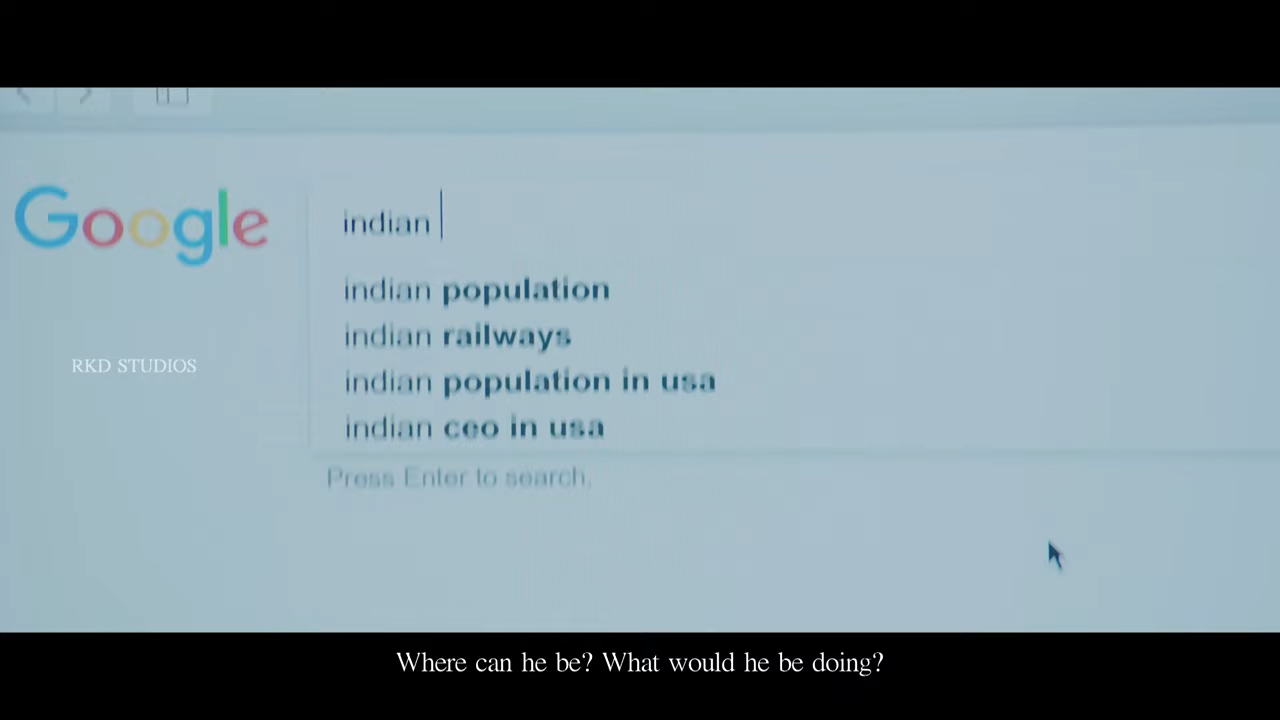 Google
indian
indian population
indian railways
RKD STUDIOS
indian population in usa
indian ceo in usa
Press Enter to search.
Where can he be? What would he be doing?